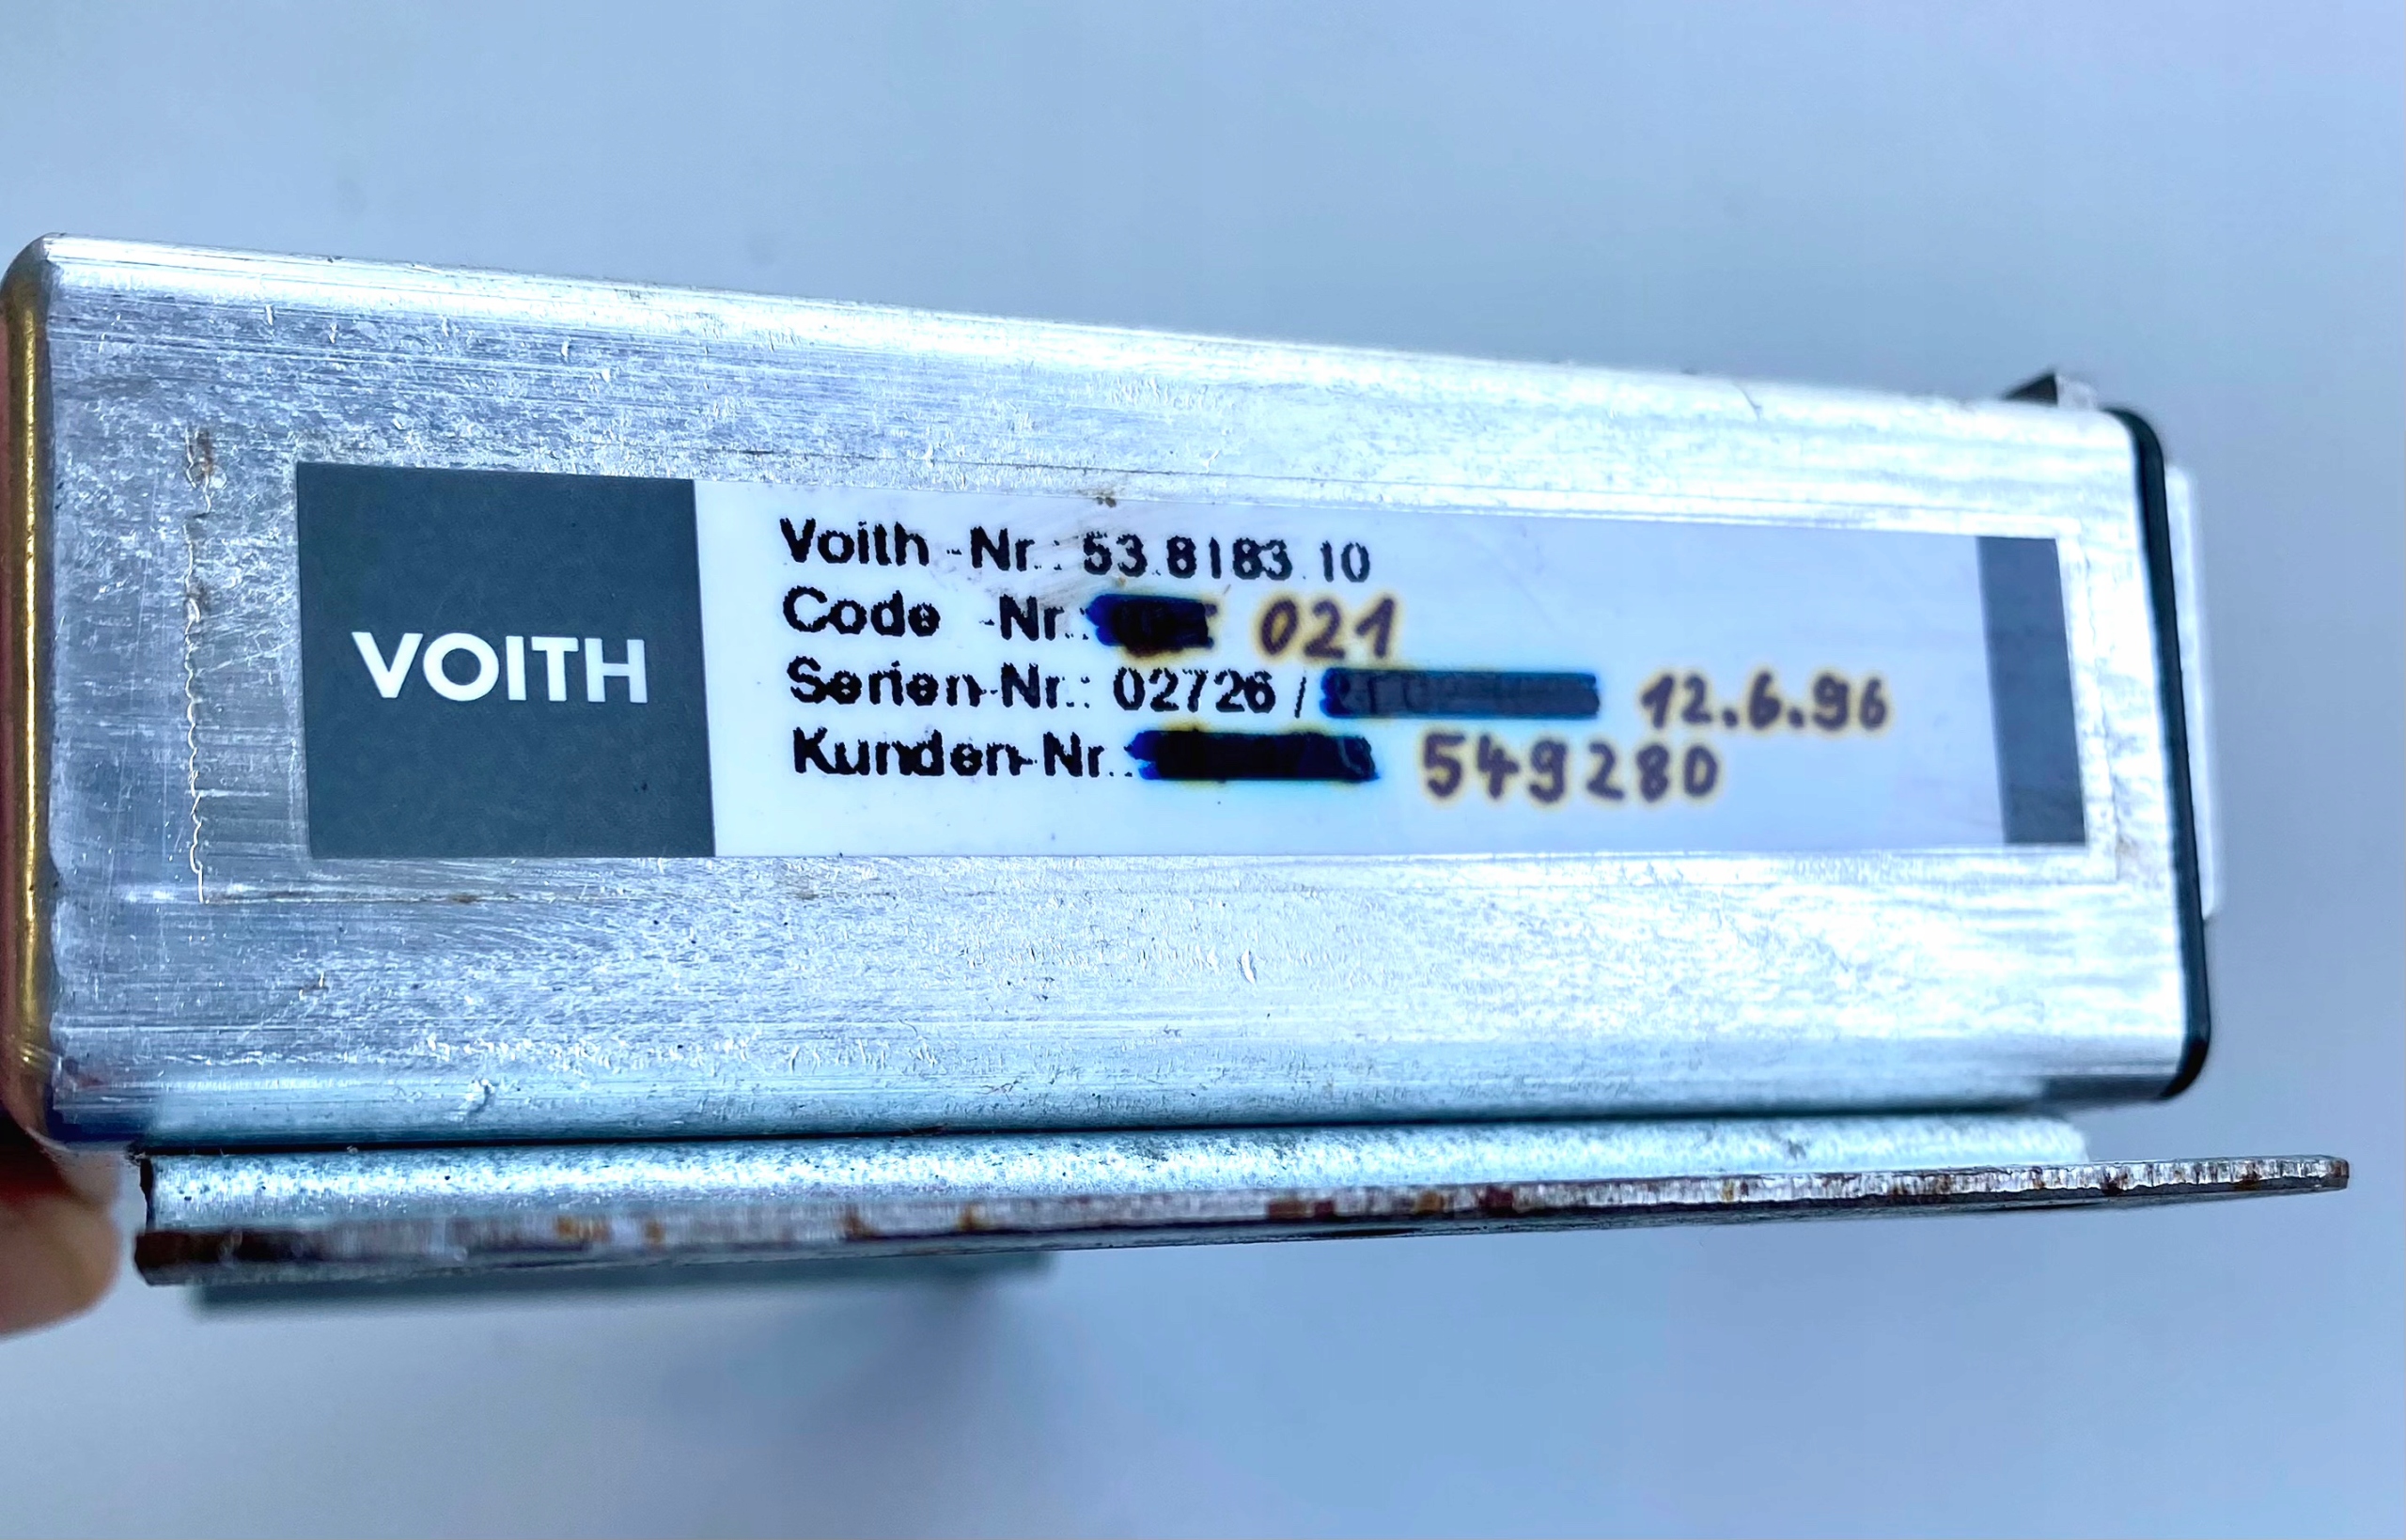 VOITH
Voith-Nr.: 53.8183.10
Code -Nr.: 021
Serien-Nr.: 02726 / 12.6.96
Kunden-Nr.: 549280